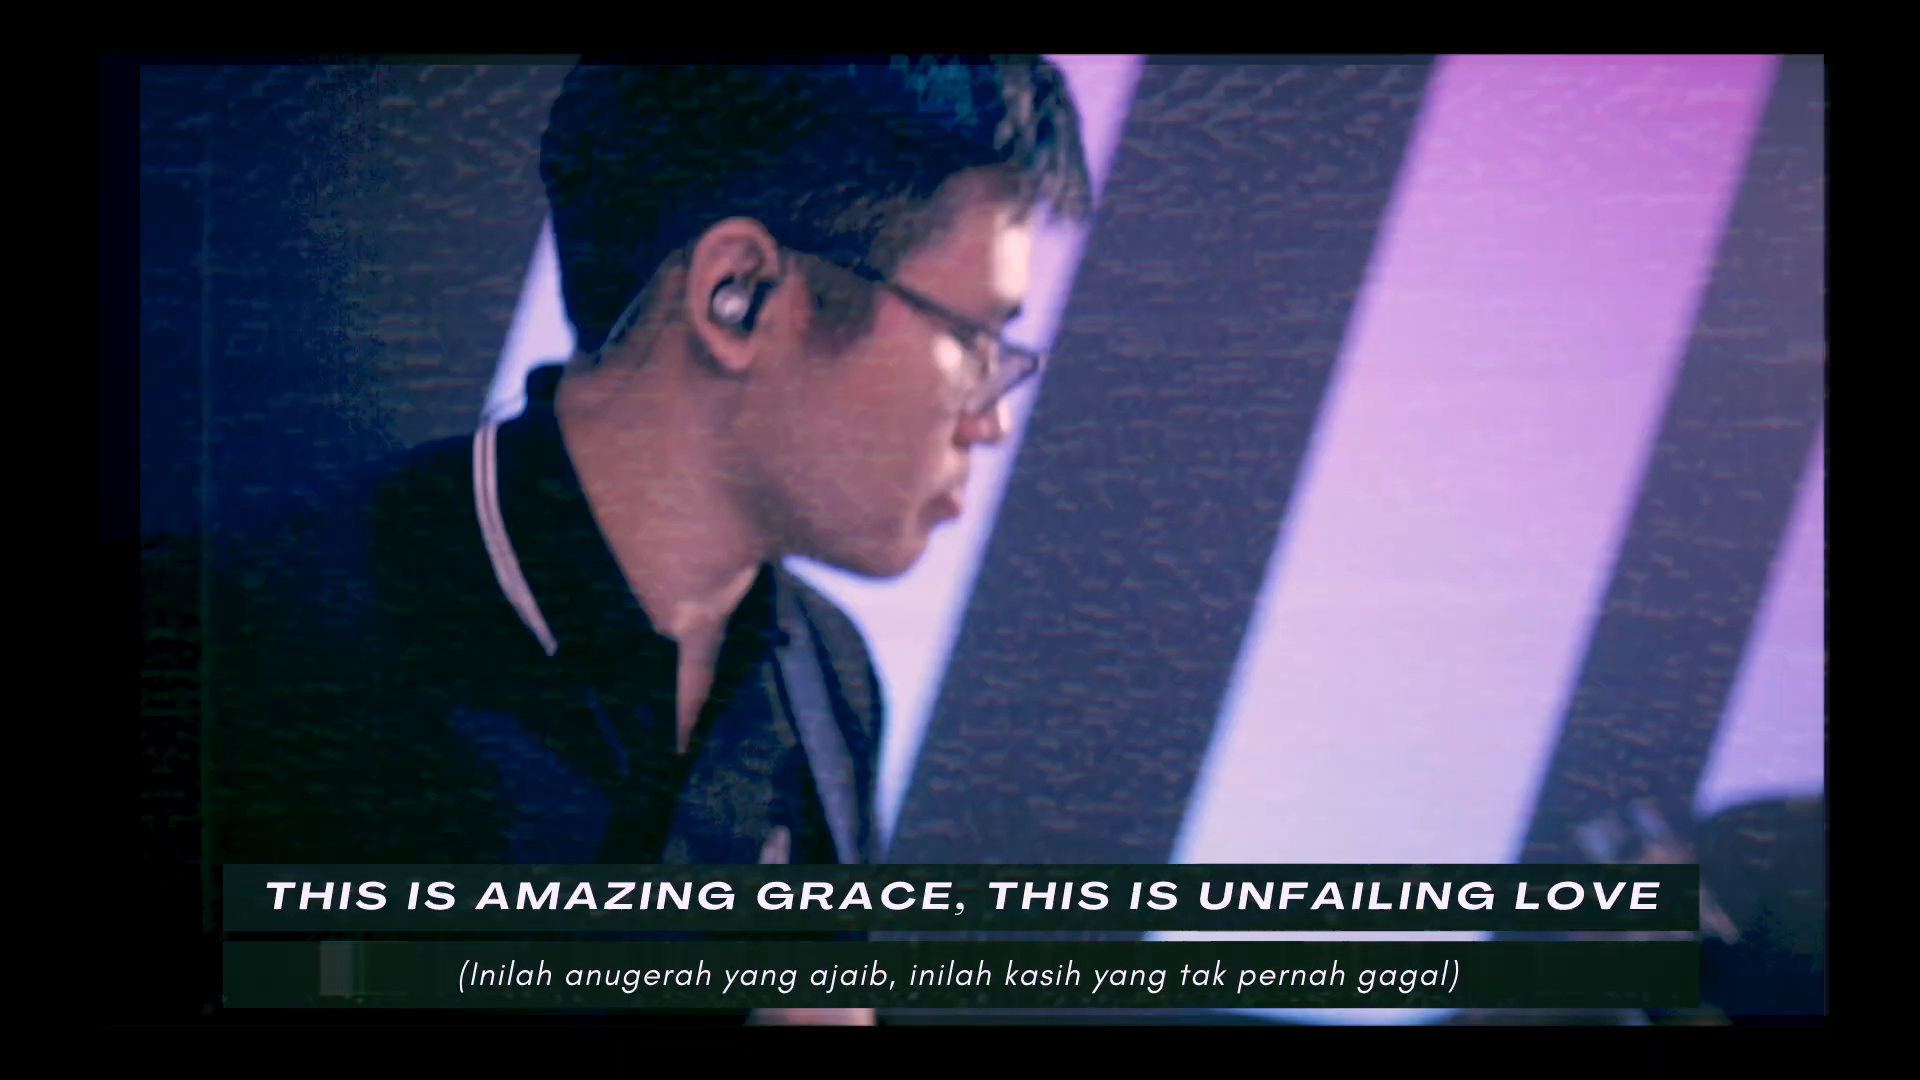 THIS IS AMAZING GRACE, THIS IS UNFAILING LOVE
(Inilah anugerah yang ajaib, inilah kasih yang tak pernah gagal)